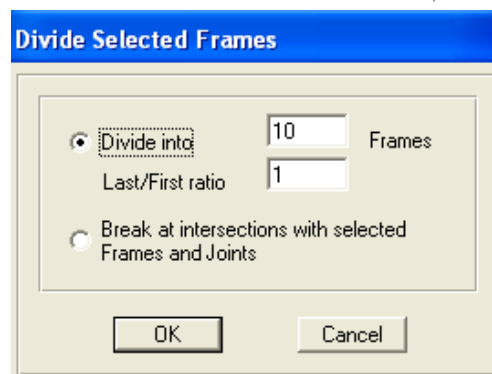 Divide Selected Frames
Divide into 10 Frames
Last/First ratio 1
Break at intersections with selected
Frames and Joints
OK Cancel